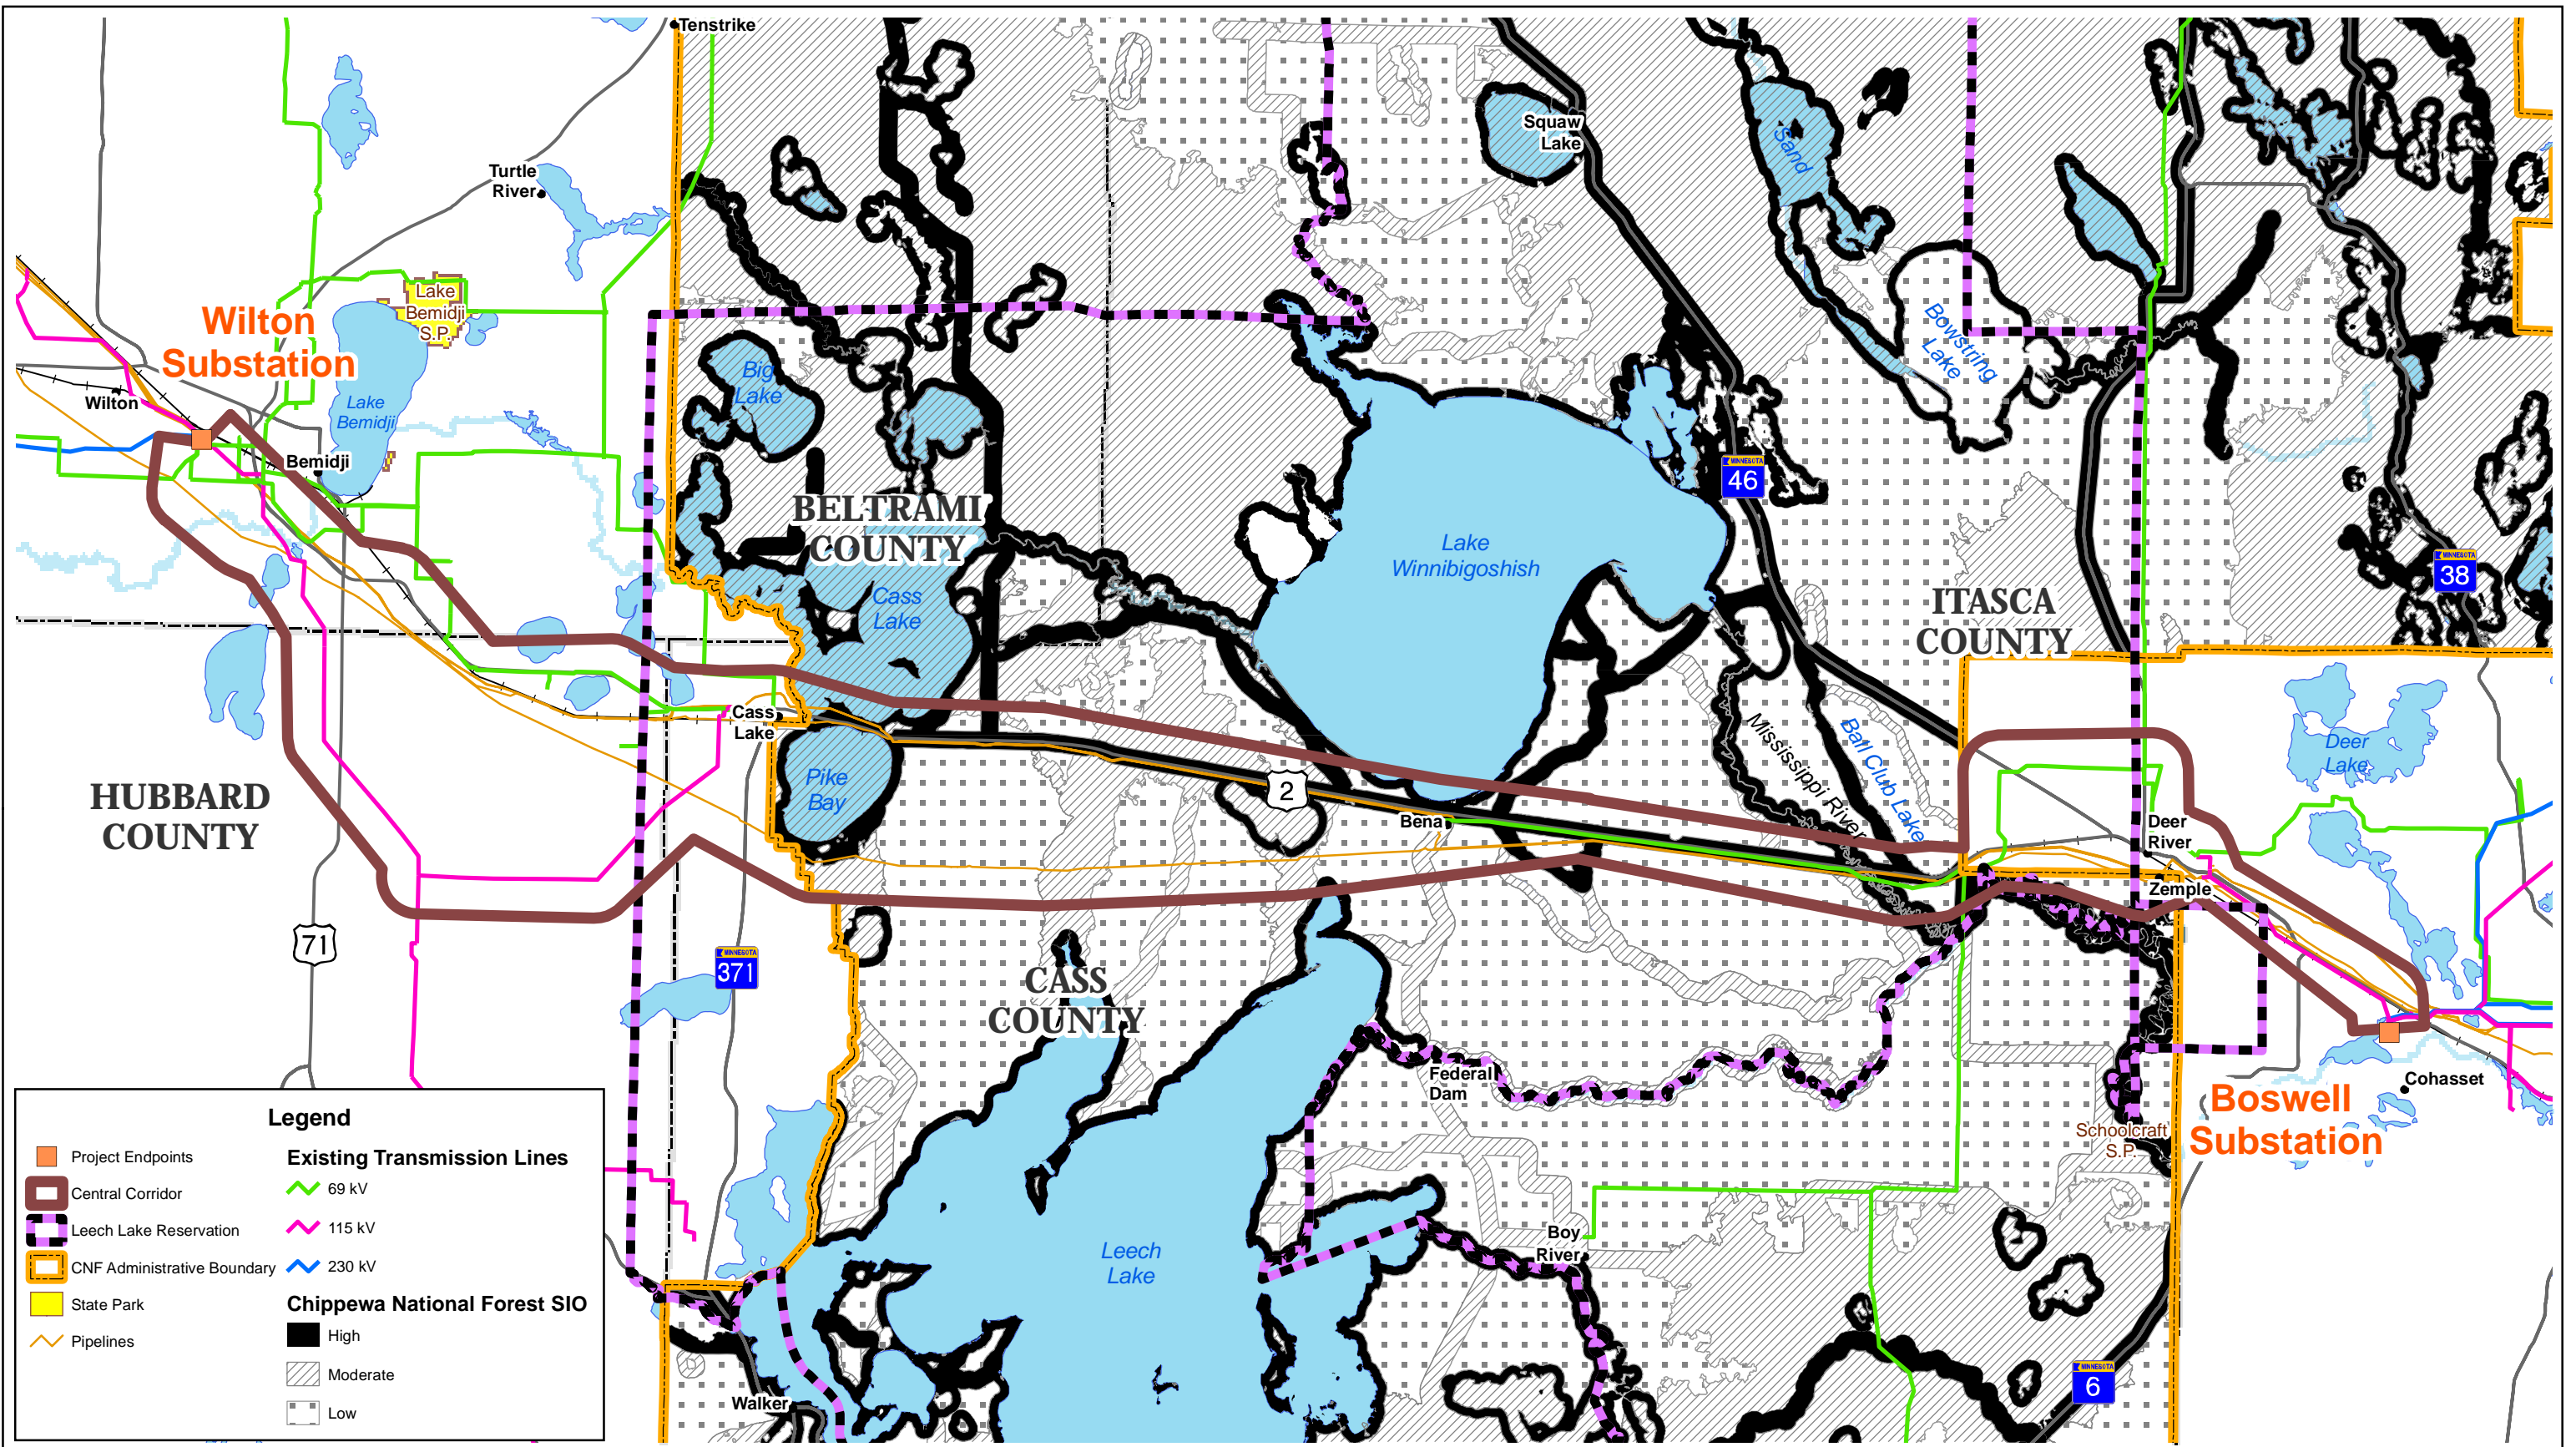 Tenstrike
Squaw
Lake
Sand
Turtle
River
Lake
Bemidji
S.P.
Wilton
Substation
Bowstring
Lake
Big
Lake
Wilton
Lake
Bemidji
Bemidji
46
BELTRAMI
COUNTY
Lake
Winnibigoshish
38
Cass
Lake
ITASCA
COUNTY
Cass
Lake
Mississippi River
Ball Club Lake
Deer
Lake
Pike
Bay
HUBBARD
COUNTY
2
Bena
Deer
River
Zemple
71
MINNESOTA
371
CASS
COUNTY
Federal
Dam
Cohasset
Boswell
Substation
Schoolcraft
S.P.
Boy
River
Leech
Lake
MINNESOTA
6
Walker
Legend
Project Endpoints
Central Corridor
Leech Lake Reservation
CNF Administrative Boundary
State Park
Pipelines
Existing Transmission Lines
69 kV
115 kV
230 kV
Chippewa National Forest SIO
High
Moderate
Low
MINNESOTA
MINNESOTA